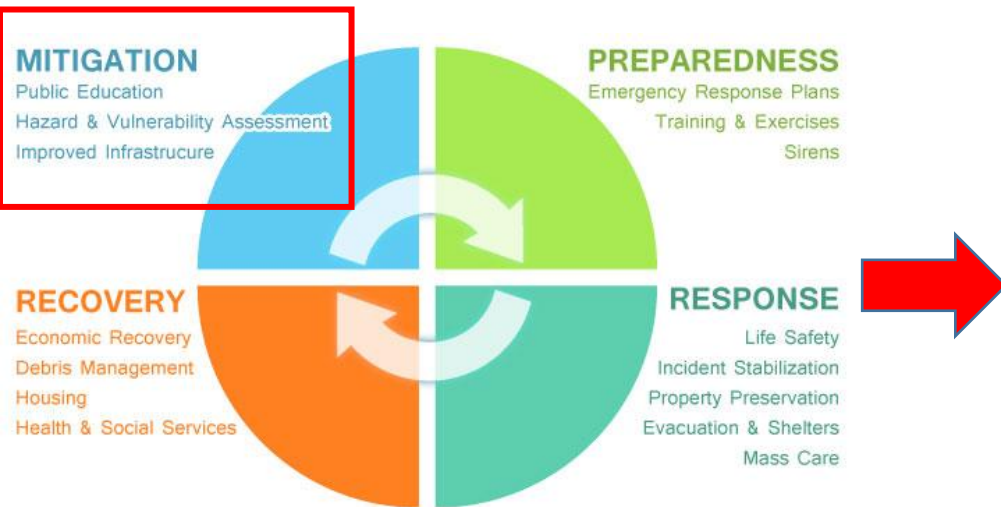 MITIGATION
Public Education
Hazard & Vulnerability Assessment
Improved Infrastrucure
PREPAREDNESS
Emergency Response Plans
Training & Exercises
Sirens
RECOVERY
Economic Recovery
Debris Management
Housing
Health & Social Services
RESPONSE
Life Safety
Incident Stabilization
Property Preservation
Evacuation & Shelters
Mass Care